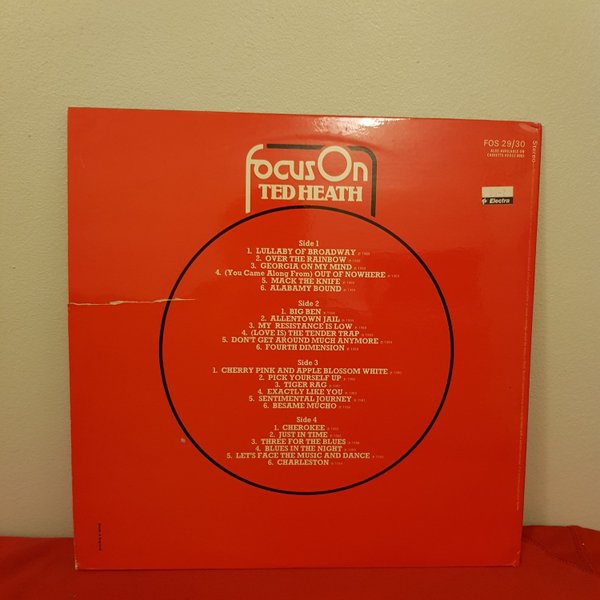 FOS 29/30
ALSO AVAILABLE ON
Stereo
Focus On
TED HEATH
Electra
Side 1
1. LULLABY OF BROADWAY
2. OVER THE RAINBOW
3. GEORGIA ON MY MIND
4. (You Came Along From) OUT OF NOWHERE
5. MACK THE KNIFE
6. ALABAMY BOUND
Side 2
1. BIG BEN
2. ALLENTOWN JAIL
3. MY RESISTANCE IS LOW
4. (LOVE IS) THE TENDER TRAP
5. DON'T GET AROUND MUCH ANYMORE
6. FOURTH DIMENSION
Side 3
1. CHERRY PINK AND APPLE BLOSSOM WHITE
2. PICK YOURSELF UP
3. TIGER RAG
4. EXACTLY LIKE YOU
5. SENTIMENTAL JOURNEY
6. BESAME MUCHO
Side 4
1. CHEROKEE
2. JUST IN TIME
3. THREE FOR THE BLUES
4. BLUES IN THE NIGHT
5. LET'S FACE THE MUSIC AND DANCE
6. CHARLESTON